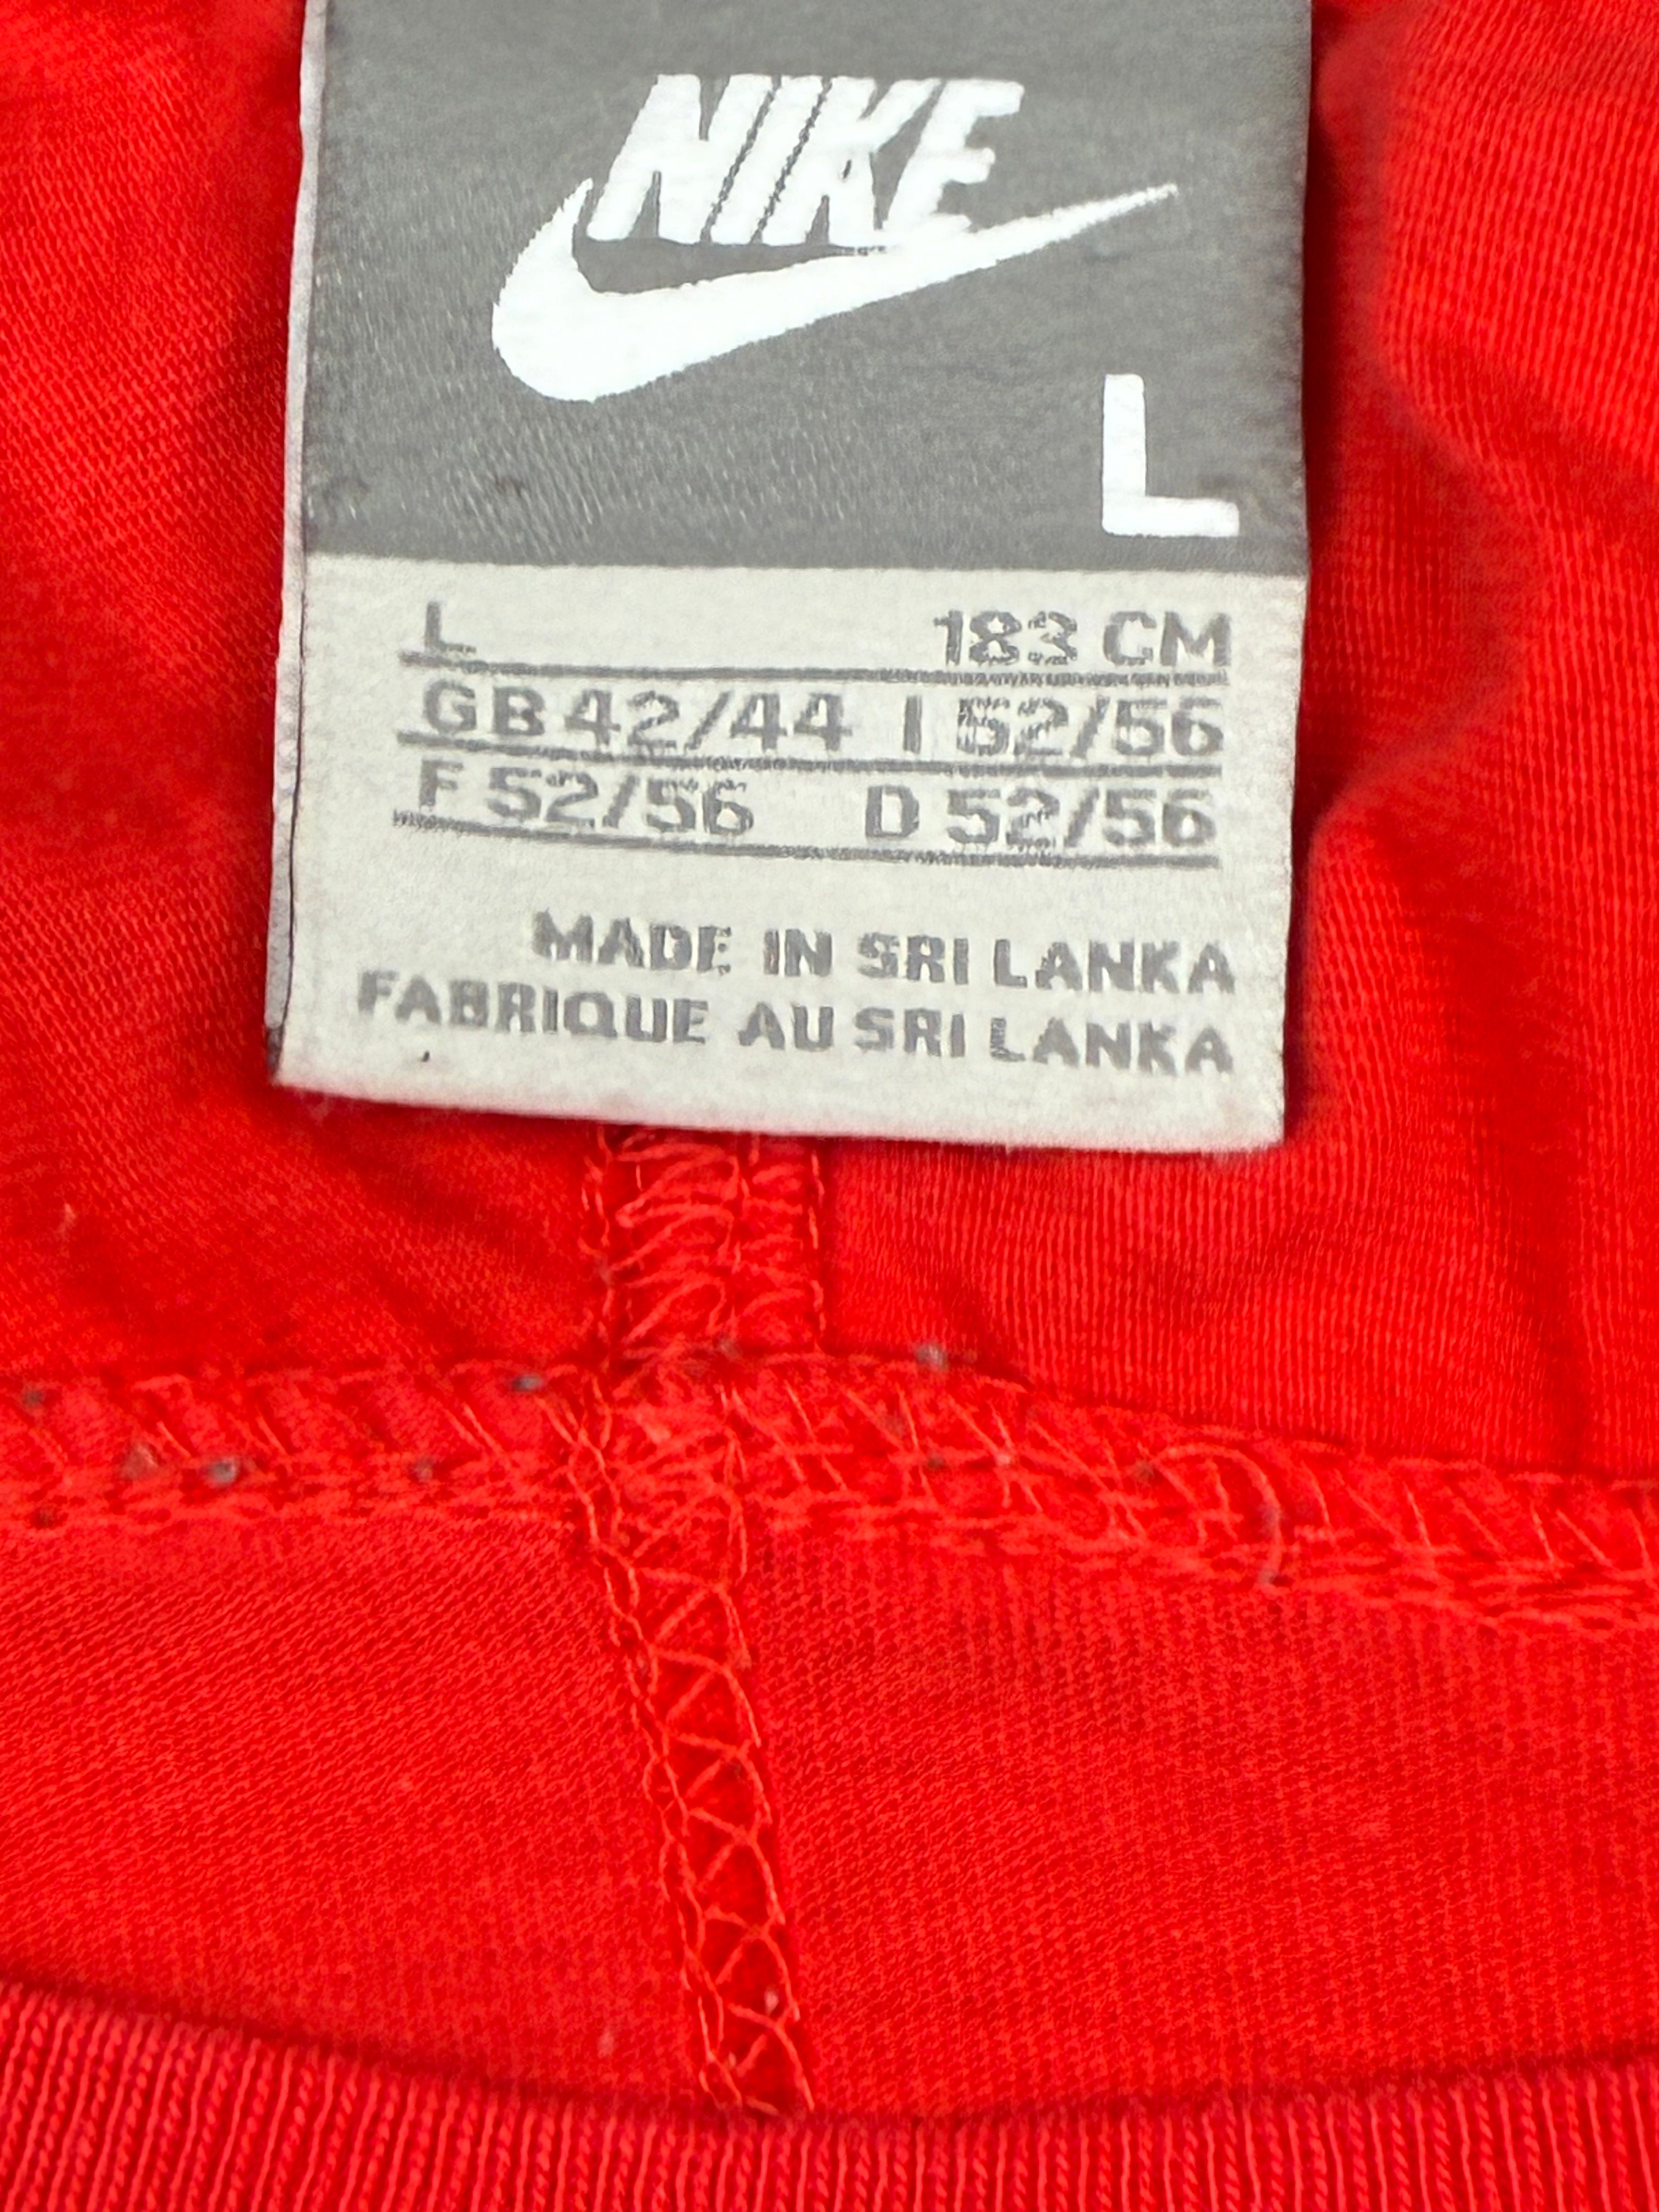 NIKE
L
L 183 CM
GB 42/44 I 52/56
F 52/56 D 52/56
MADE IN SRI LANKA
FABRIQUE AU SRI LANKA